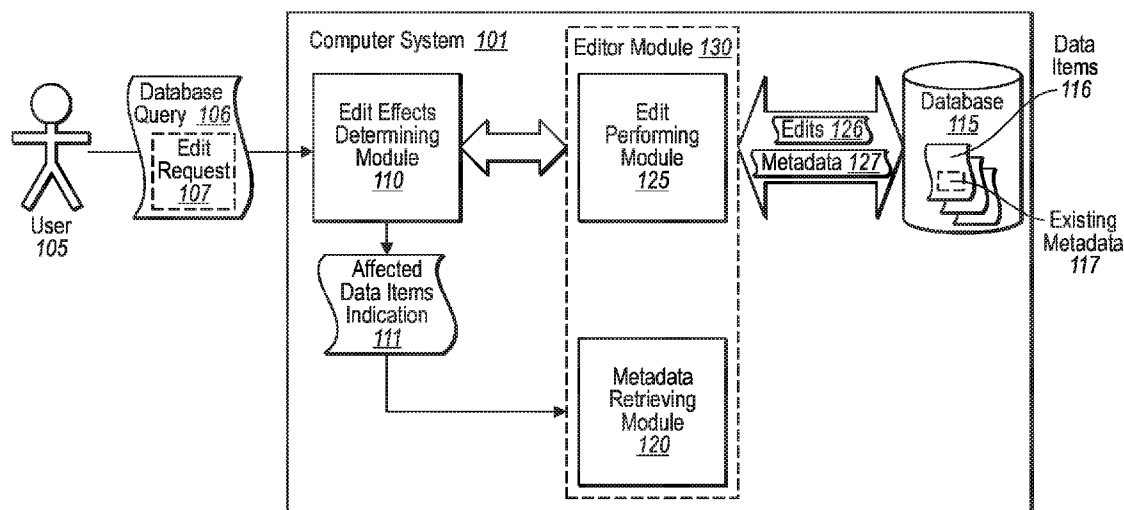 Computer System 101
Editor Module 130
Data
Items
116
Database
Query 106
Edit
Request
107
User
105
Edit Effects
Determining
Module
110
Edit
Performing
Module
125
Edits 126
Metadata 127
Database
115
Existing
Metadata
117
Affected
Data Items
Indication
111
Metadata
Retrieving
Module
120